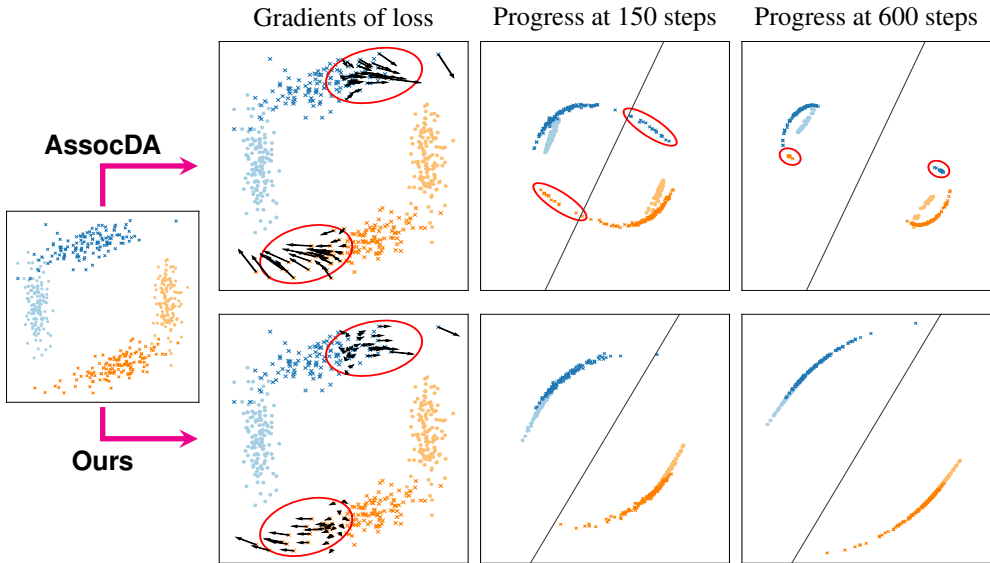 Gradients of loss
Progress at 150 steps
Progress at 600 steps
AssocDA
Ours